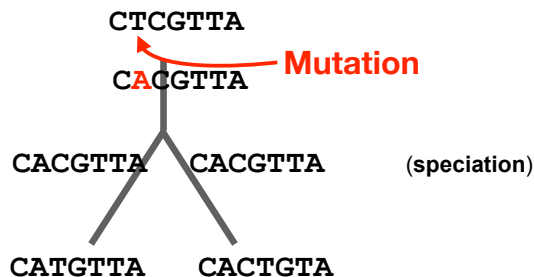 CTCGTTA
Mutation
CACGTTA
CACGTTA CACGTTA (speciation)
CATGTTA CACTGTA